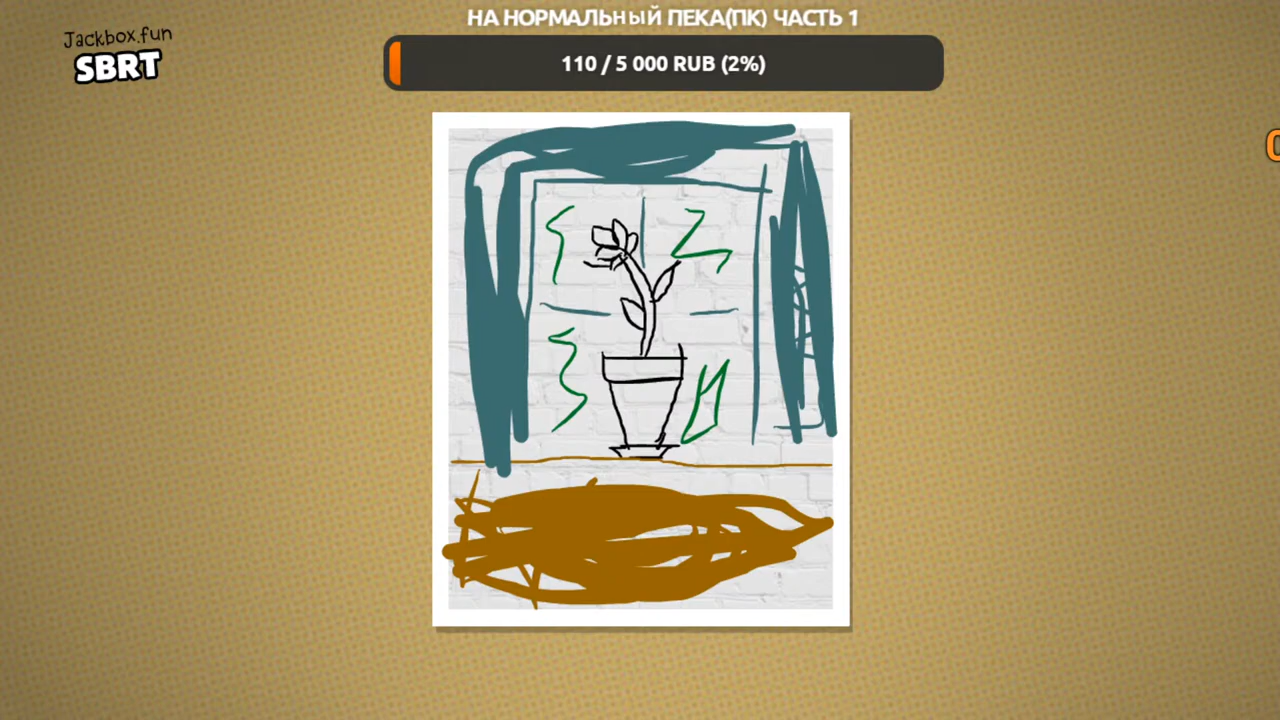 НА НОРМАЛЬНЫЙ ПЕКА(ПК) ЧАСТЬ 1
Jackbox.fun
SBRT
110 / 5 000 RUB (2%)